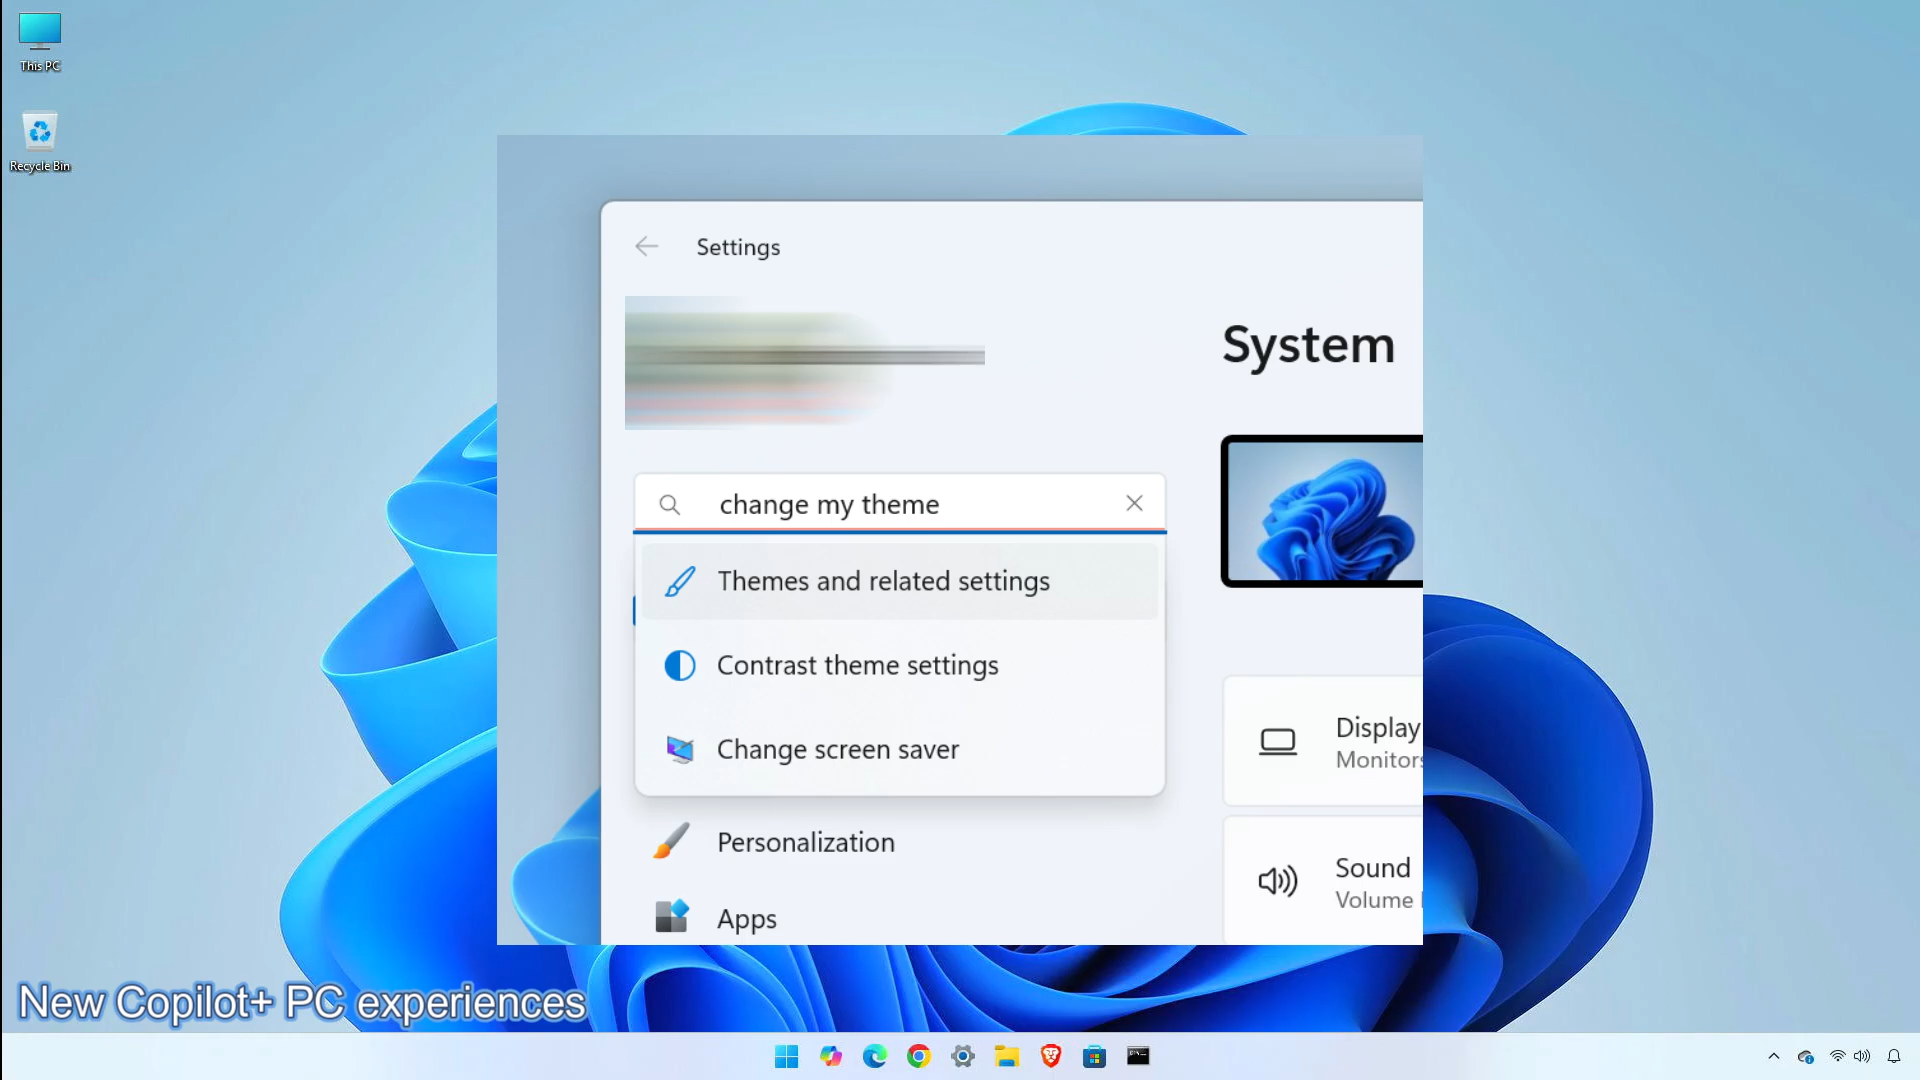 This PC
Recycle Bin
Settings
System
change my theme
Themes and related settings
Contrast theme settings
Change screen saver
Personalization
Apps
Display
Monitors
Sound
Volume
New Copilot+ PC experiences